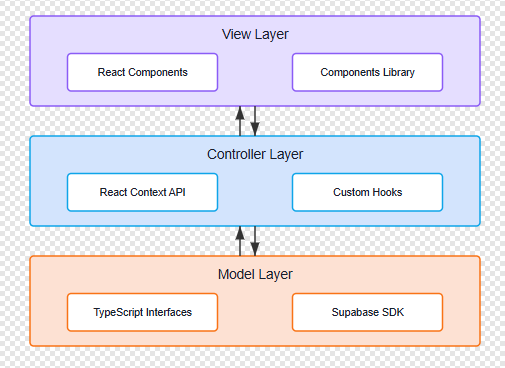 View Layer
React Components
Components Library
Controller Layer
React Context API
Custom Hooks
Model Layer
TypeScript Interfaces
Supabase SDK